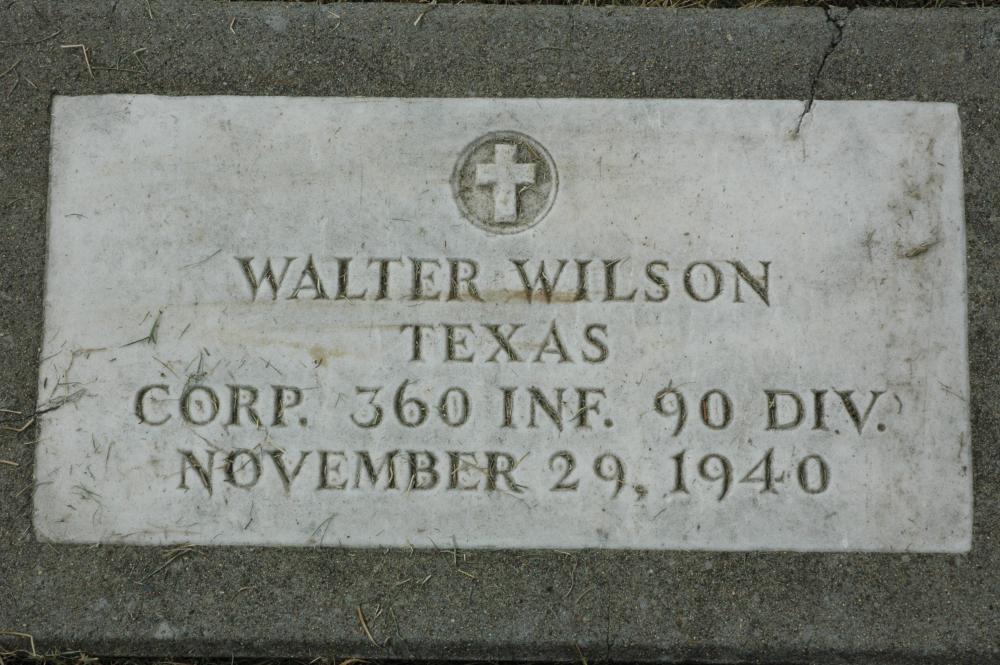 WALTER WILSON
TEXAS
CORP. 360 INF. 90 DIV.
NOVEMBER 29, 1940